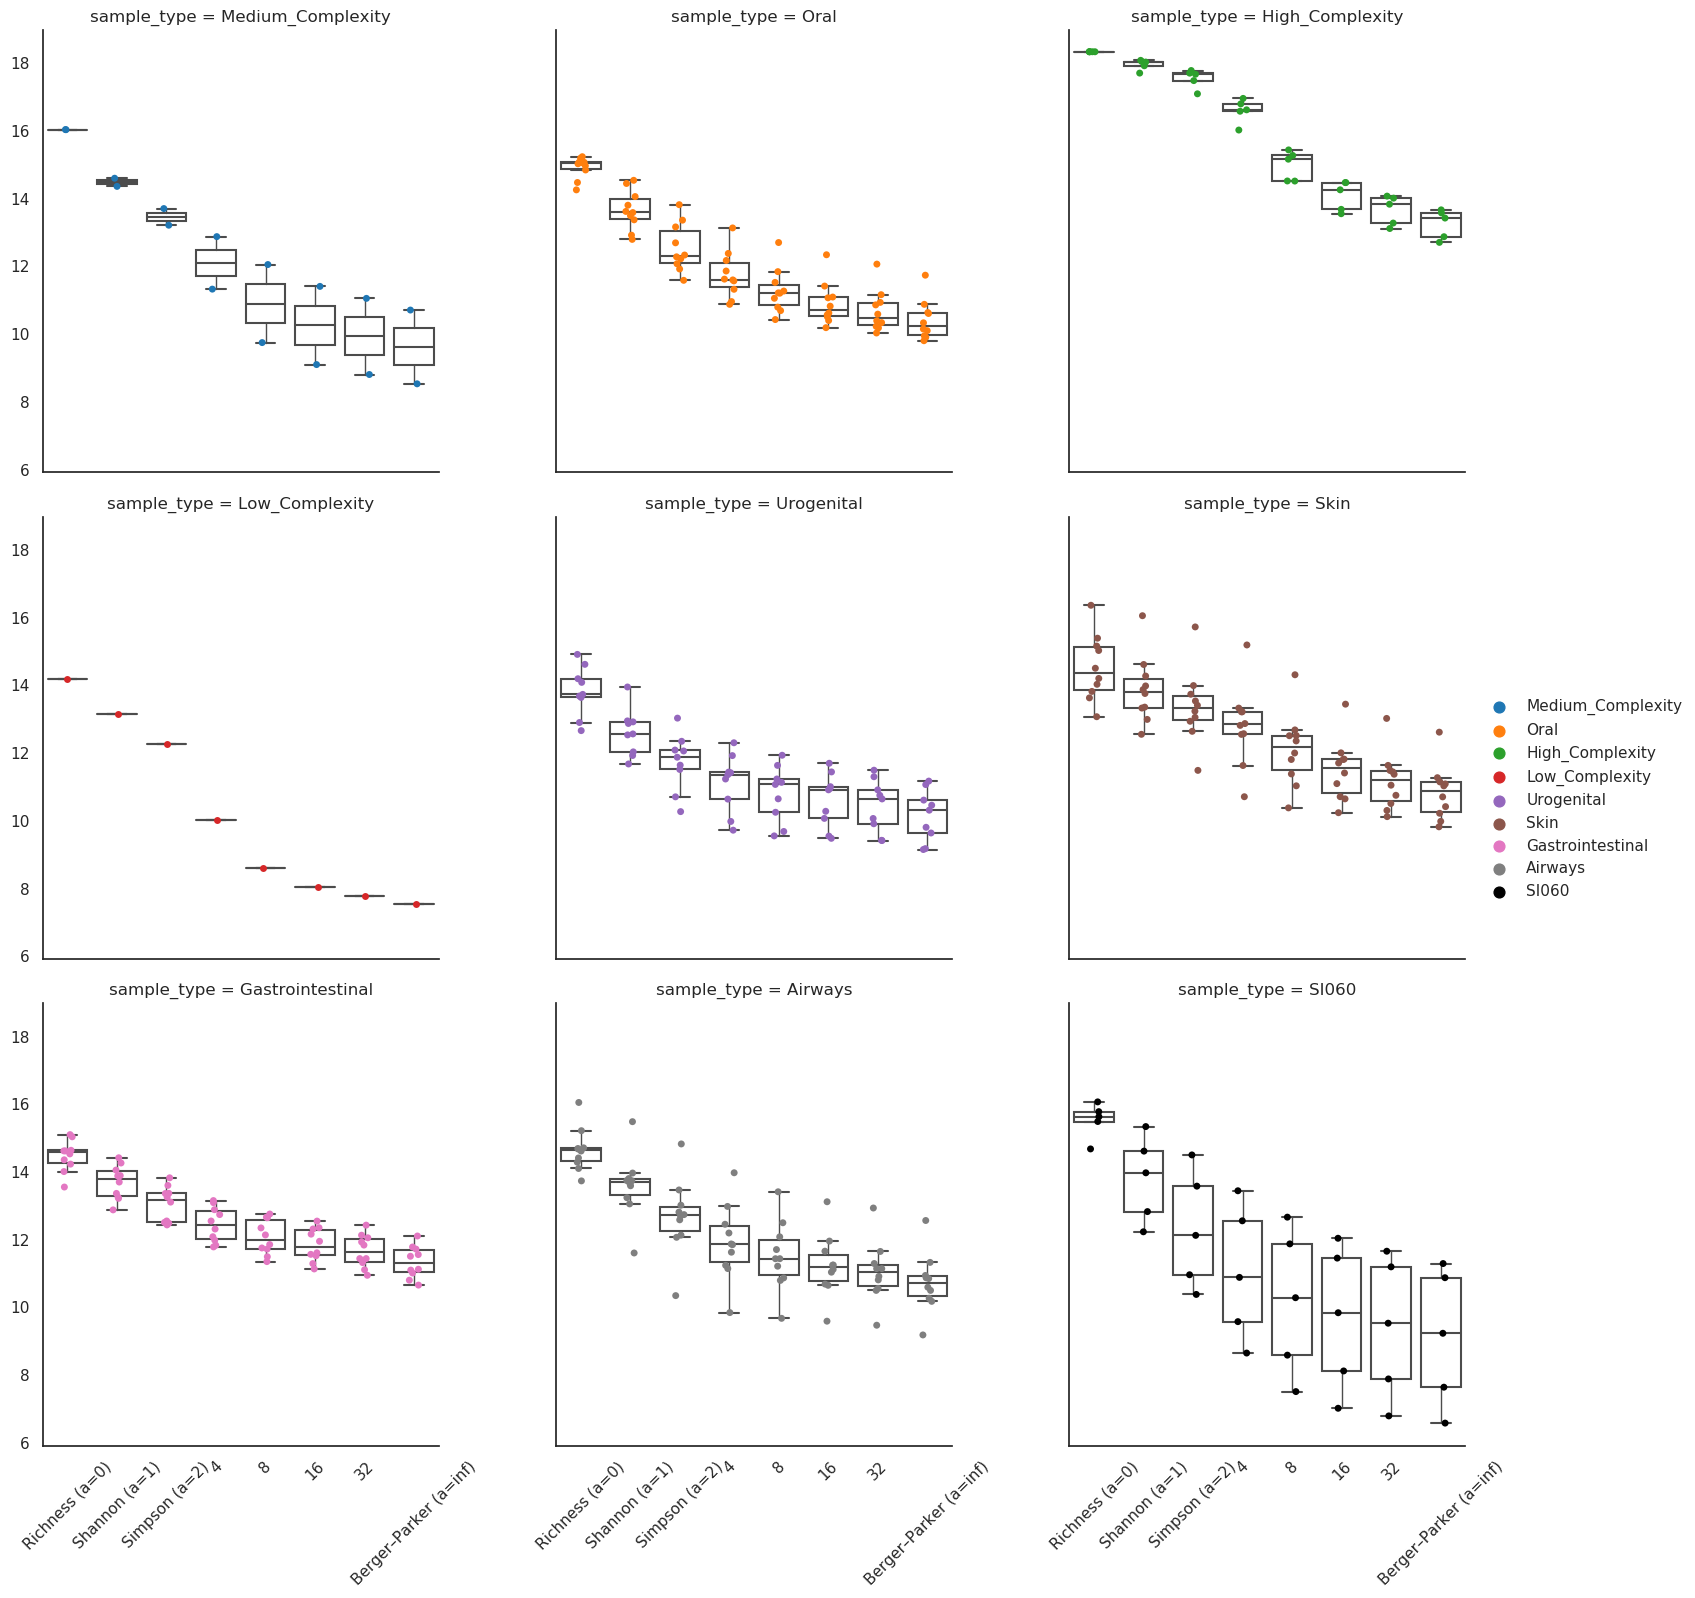 sample_type = Medium_Complexity
sample_type = Oral
sample_type = High_Complexity
18
16
14
12
10
8
6
sample_type = Low_Complexity
sample_type = Urogenital
sample_type = Skin
18
16
14
12
10
8
6
Medium_Complexity
Oral
High_Complexity
Low_Complexity
Urogenital
Skin
Gastrointestinal
Airways
SI060
sample_type = Gastrointestinal
sample_type = Airways
sample_type = SI060
18
16
14
12
10
8
6
Richness (a=0)
Shannon (a=1)
Simpson (a=2)
4
8
16
32
Berger–Parker (a=inf)
Richness (a=0)
Shannon (a=1)
Simpson (a=2)
4
8
16
32
Berger–Parker (a=inf)
Richness (a=0)
Shannon (a=1)
Simpson (a=2)
4
8
16
32
Berger–Parker (a=inf)